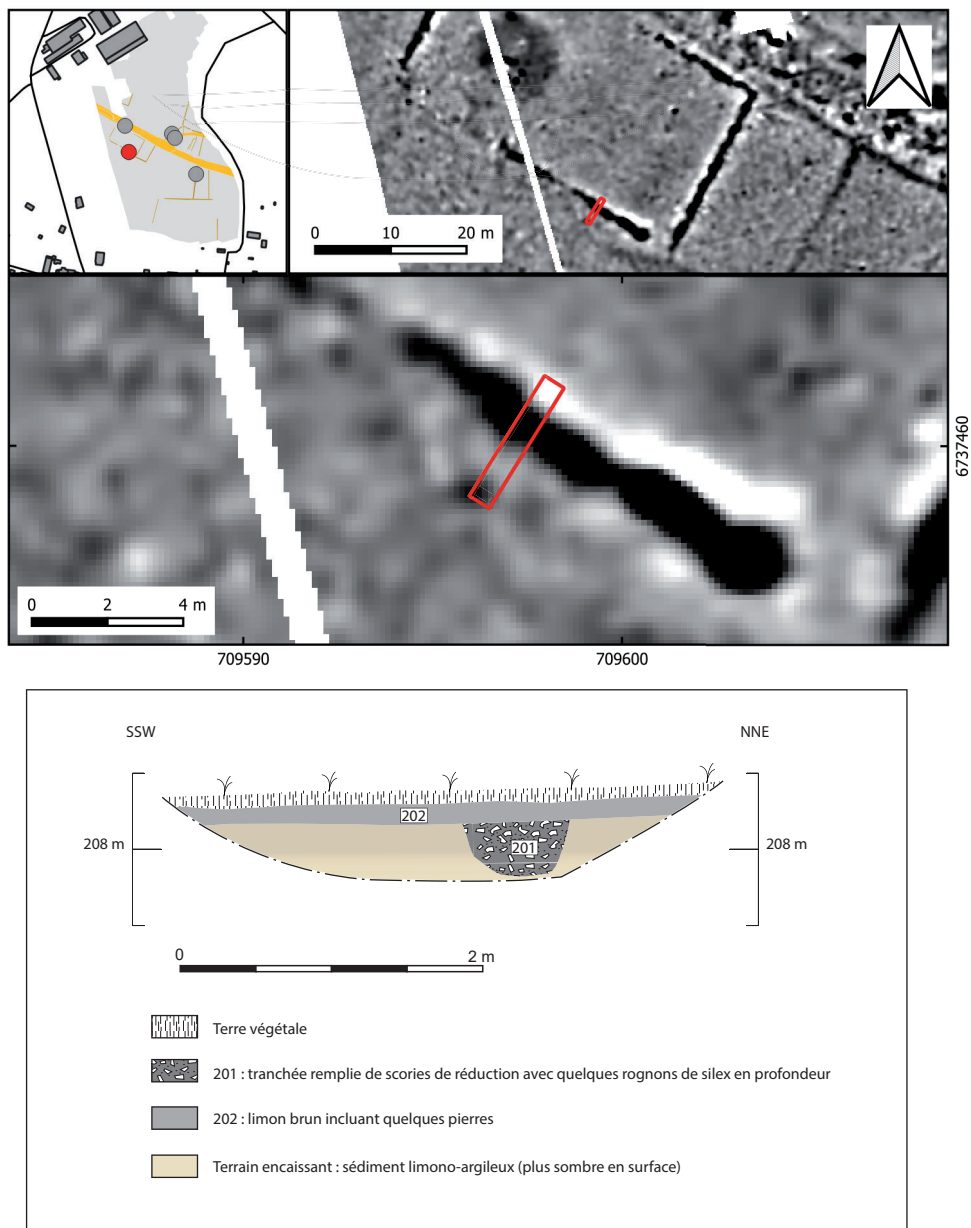 0 10 20 m
6737460
0 2 4 m
709590 709600
SSW NNE
202
201
208 m 208 m
0 2 m
Terre végétale
201 : tranchée remplie de scories de réduction avec quelques rognons de silex en profondeur
202 : limon brun incluant quelques pierres
Terrain encaissant : sédiment limono-argileux (plus sombre en surface)